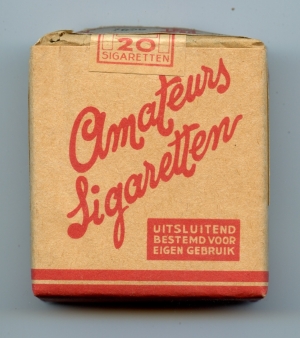 20
SIGARETTEN
Amateurs
Sigaretten
UITSLUITEND
BESTEMD VOOR
EIGEN GEBRUIK